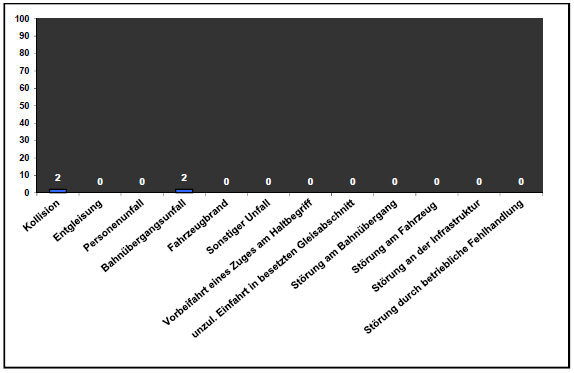 100
90
80
70
60
50
40
30
20
10
0
2 0 0 2 0 0 0 0 0 0 0 0
Kollision
Entgleisung
Personenunfall
Bahnübergangsunfall
Fahrzeugbrand
Sonstiger Unfall
Vorbeifahrt eines Zuges am Haltbegriff
unzul. Einfahrt in besetzten Gleisabschnitt
Störung am Bahnübergang
Störung am Fahrzeug
Störung an der Infrastruktur
Störung durch betriebliche Fehlhandlung